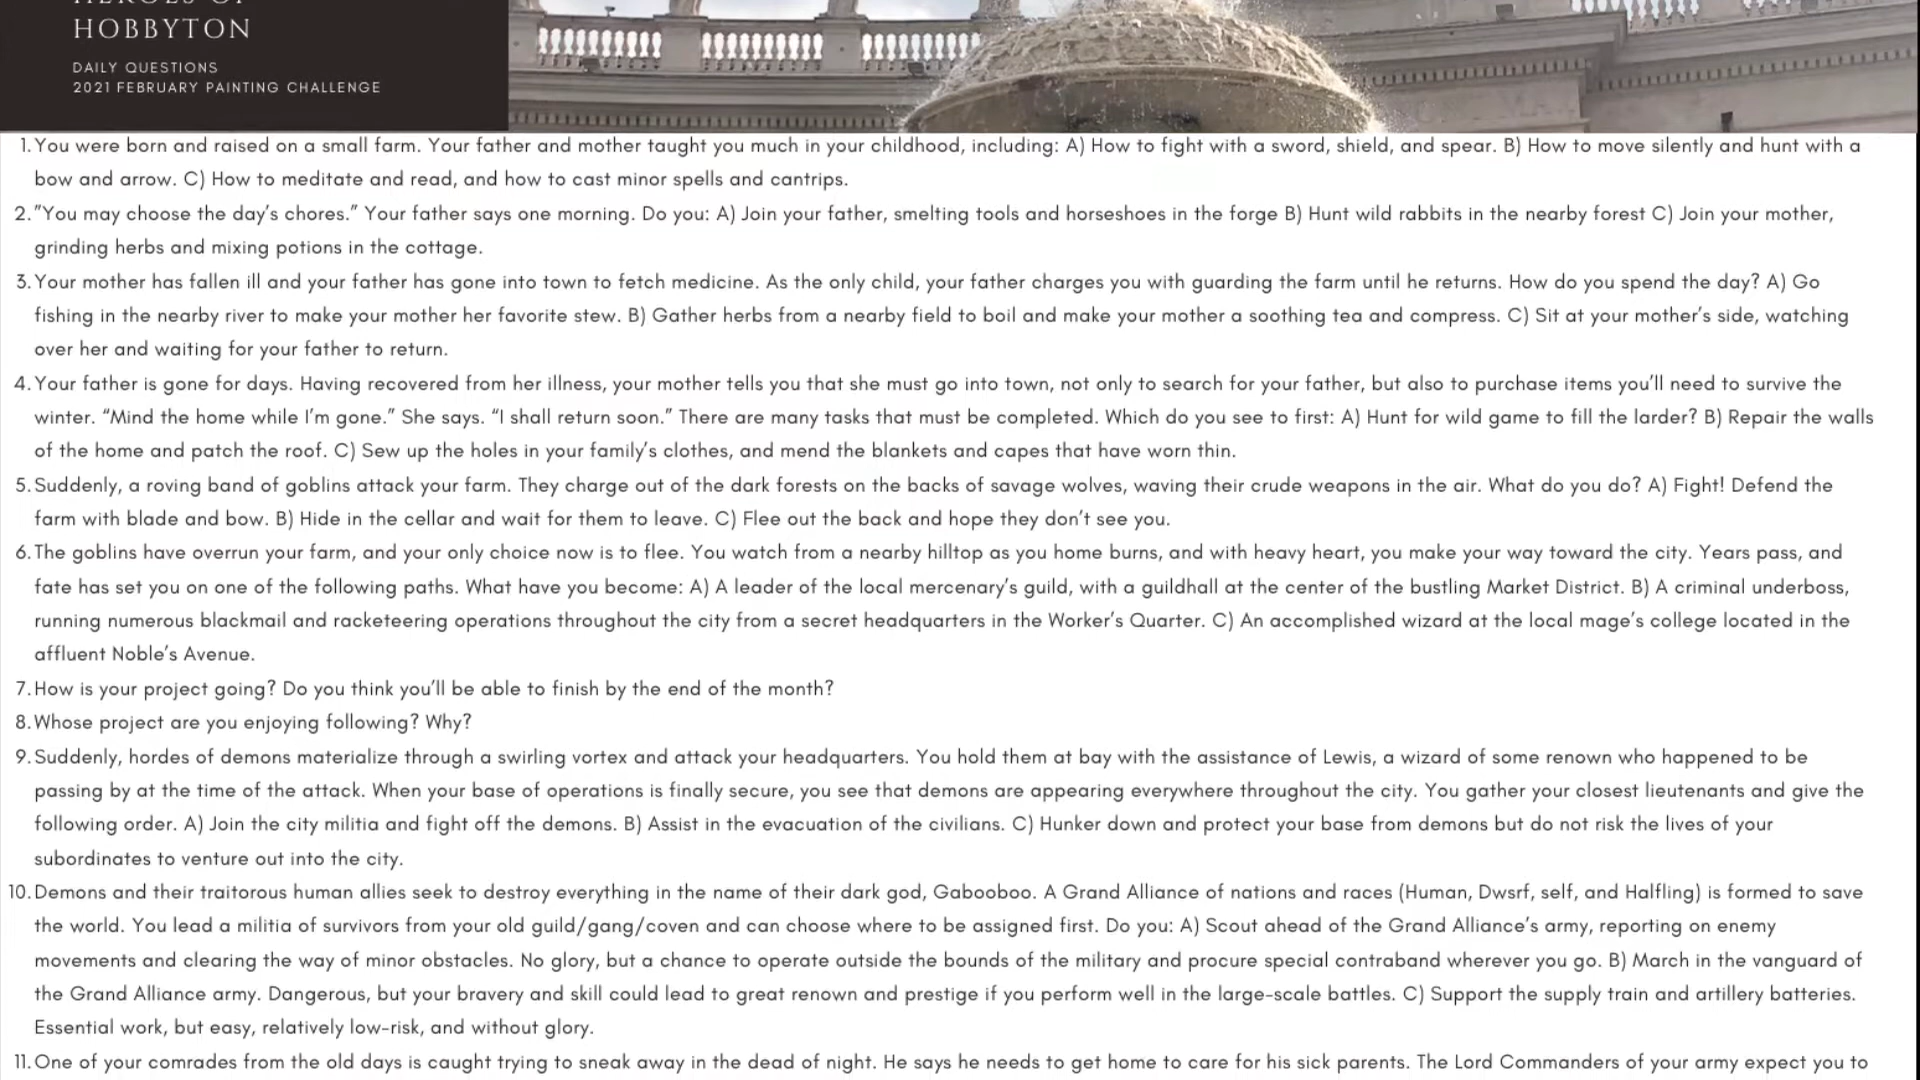 HEROES OF
HOBBYTON
DAILY QUESTIONS
2021 FEBRUARY PAINTING CHALLENGE
1. You were born and raised on a small farm. Your father and mother taught you much in your childhood, including: A) How to fight with a sword, shield, and spear. B) How to move silently and hunt with a
bow and arrow. C) How to meditate and read, and how to cast minor spells and cantrips.
2. "You may choose the day's chores." Your father says one morning. Do you: A) Join your father, smelting tools and horseshoes in the forge B) Hunt wild rabbits in the nearby forest C) Join your mother,
grinding herbs and mixing potions in the cottage.
3. Your mother has fallen ill and your father has gone into town to fetch medicine. As the only child, your father charges you with guarding the farm until he returns. How do you spend the day? A) Go
fishing in the nearby river to make your mother her favorite stew. B) Gather herbs from a nearby field to boil and make your mother a soothing tea and compress. C) Sit at your mother's side, watching
over her and waiting for your father to return.
4. Your father is gone for days. Having recovered from her illness, your mother tells you that she must go into town, not only to search for your father, but also to purchase items you'll need to survive the
winter. "Mind the home while I'm gone." She says. "I shall return soon." There are many tasks that must be completed. Which do you see to first: A) Hunt for wild game to fill the larder? B) Repair the walls
of the home and patch the roof. C) Sew up the holes in your family's clothes, and mend the blankets and capes that have worn thin.
5. Suddenly, a roving band of goblins attack your farm. They charge out of the dark forests on the backs of savage wolves, waving their crude weapons in the air. What do you do? A) Fight! Defend the
farm with blade and bow. B) Hide in the cellar and wait for them to leave. C) Flee out the back and hope they don't see you.
6. The goblins have overrun your farm, and your only choice now is to flee. You watch from a nearby hilltop as you home burns, and with heavy heart, you make your way toward the city. Years pass, and
fate has set you on one of the following paths. What have you become: A) A leader of the local mercenary's guild, with a guildhall at the center of the bustling Market District. B) A criminal underboss,
running numerous blackmail and racketeering operations throughout the city from a secret headquarters in the Worker's Quarter. C) An accomplished wizard at the local mage's college located in the
affluent Noble's Avenue.
7. How is your project going? Do you think you'll be able to finish by the end of the month?
8. Whose project are you enjoying following? Why?
9. Suddenly, hordes of demons materialize through a swirling vortex and attack your headquarters. You hold them at bay with the assistance of Lewis, a wizard of some renown who happened to be
passing by at the time of the attack. When your base of operations is finally secure, you see that demons are appearing everywhere throughout the city. You gather your closest lieutenants and give the
following order. A) Join the city militia and fight off the demons. B) Assist in the evacuation of the civilians. C) Hunker down and protect your base from demons but do not risk the lives of your
subordinates to venture out into the city.
10. Demons and their traitorous human allies seek to destroy everything in the name of their dark god, Gabooboo. A Grand Alliance of nations and races (Human, Dwsrf, self, and Halfling) is formed to save
the world. You lead a militia of survivors from your old guild/gang/coven and can choose where to be assigned first. Do you: A) Scout ahead of the Grand Alliance's army, reporting on enemy
movements and clearing the way of minor obstacles. No glory, but a chance to operate outside the bounds of the military and procure special contraband wherever you go. B) March in the vanguard of
the Grand Alliance army. Dangerous, but your bravery and skill could lead to great renown and prestige if you perform well in the large-scale battles. C) Support the supply train and artillery batteries.
Essential work, but easy, relatively low-risk, and without glory.
11. One of your comrades from the old days is caught trying to sneak away in the dead of night. He says he needs to get home to care for his sick parents. The Lord Commanders of your army expect you to